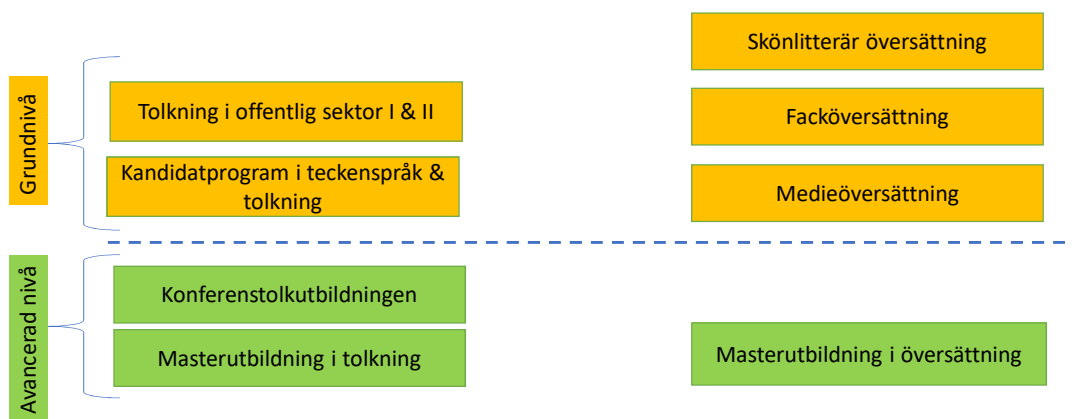 Skönlitterär översättning
Grundnivå
Tolkning i offentlig sektor I & II
Facköversättning
Kandidatprogram i teckenspråk &
tolkning
Medieöversättning
Avancerad nivå
Konferenstolkutbildningen
Masterutbildning i tolkning
Masterutbildning i översättning